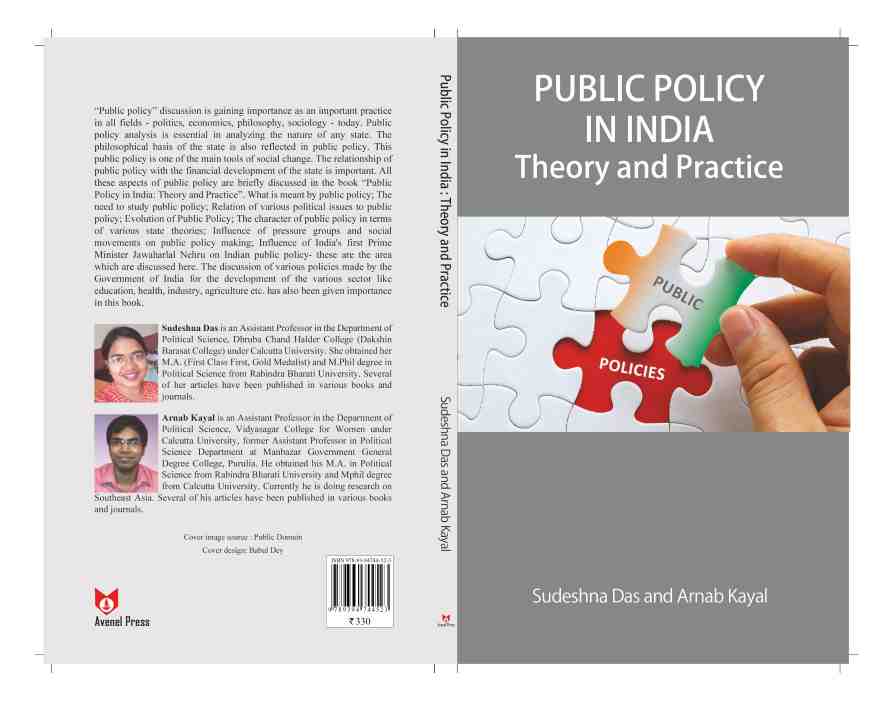 “Public policy” discussion is gaining importance as an important practice
in all fields - politics, economics, philosophy, sociology - today. Public
policy analysis is essential in analyzing the nature of any state. The
philosophical basis of the state is also reflected in public policy. This
public policy is one of the main tools of social change. The relationship of
public policy with the financial development of the state is important. All
these aspects of public policy are briefly discussed in the book “Public
Policy in India: Theory and Practice”. What is meant by public policy; The
need to study public policy; Relation of various political issues to public
policy; Evolution of Public Policy; The character of public policy in terms
of various state theories; Influence of pressure groups and social
movements on public policy making; Influence of India's first Prime
Minister Jawaharlal Nehru on Indian public policy- these are the area
which are discussed here. The discussion of various policies made by the
Government of India for the development of the various sector like
education, health, industry, agriculture etc. has also been given importance
in this book.
Sudeshna Das is an Assistant Professor in the Department of
Political Science, Dhruba Chand Halder College (Dakshin
Barasat College) under Calcutta University. She obtained her
M.A. (First Class First, Gold Medalist) and M.Phil degree in
Political Science from Rabindra Bharati University. Several
of her articles have been published in various books and
journals.
Arnab Kayal is an Assistant Professor in the Department of
Political Science, Vidyasagar College for Women under
Calcutta University, former Assistant Professor in Political
Science Department at Manbazar Government General
Degree College, Purulia. He obtained his M.A. in Political
Science from Rabindra Bharati University and Mphil degree
from Calcutta University. Currently he is doing research on
Southeast Asia. Several of his articles have been published in various books
and journals.
Cover image source : Public Domain
Cover design: Babul Dey
Avenel Press
₹ 330
Public Policy in India : Theory and Practice
Sudeshna Das and Arnab Kayal
Avenel Press
PUBLIC POLICY
IN INDIA
Theory and Practice
PUBLIC
POLICIES
Sudeshna Das and Arnab Kayal